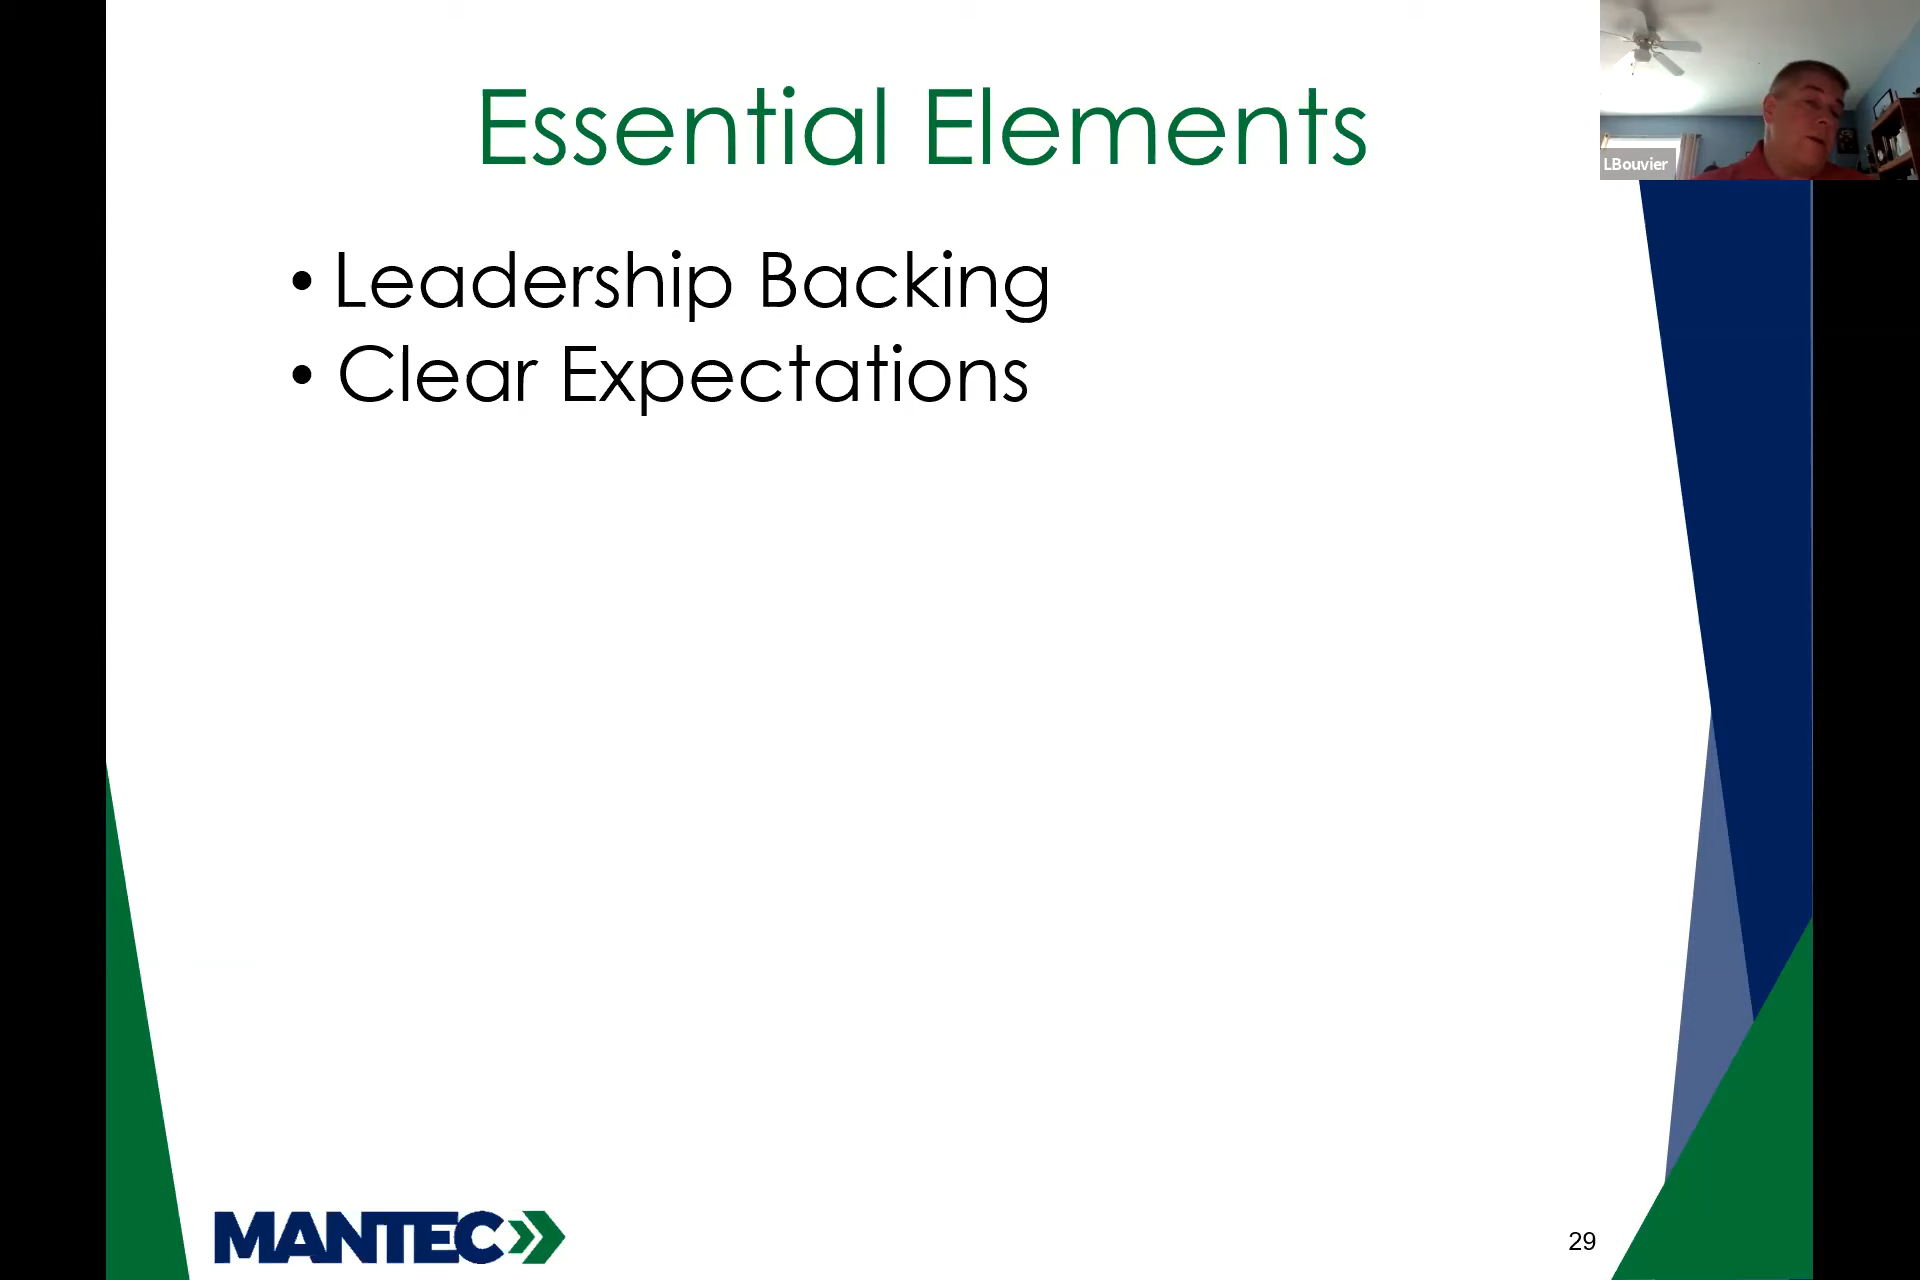 Essential Elements
LBouvier
• Leadership Backing
• Clear Expectations
MANTEC
29